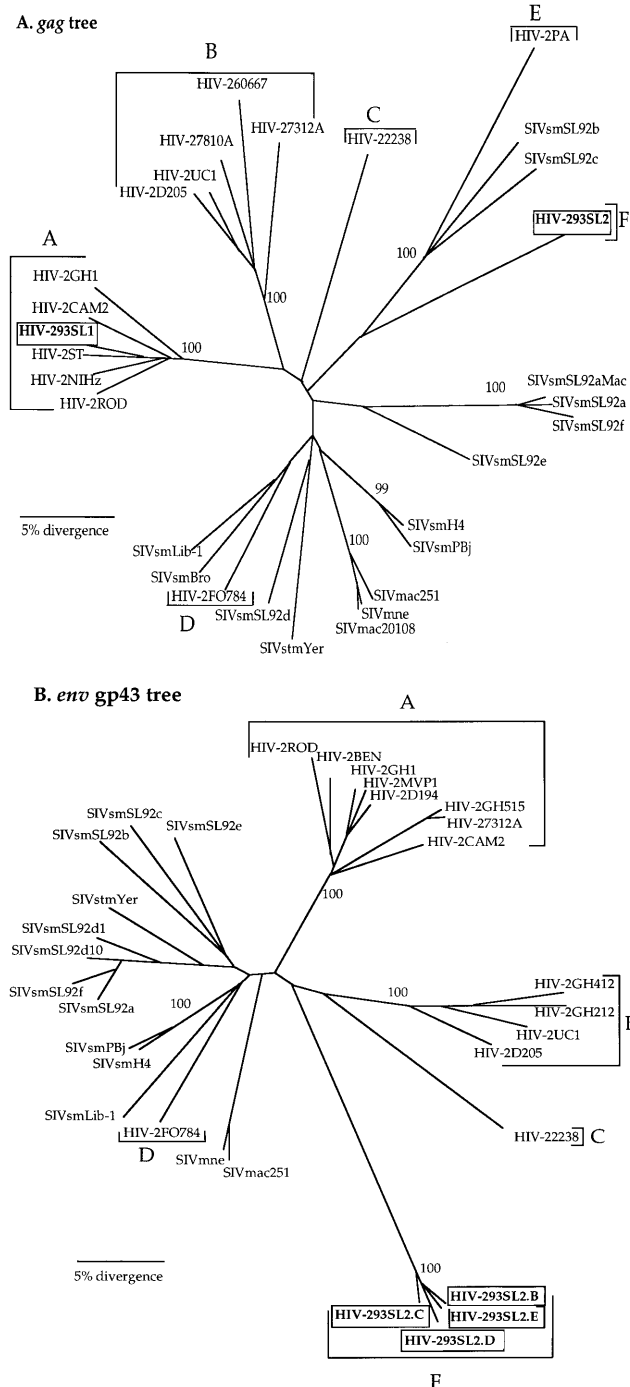 A. gag tree
E
HIV-2PA
B
HIV-260667
C
HIV-27312A
HIV-22238
HIV-27810A
SIVsmSL92b
SIVsmSL92c
HIV-2UC1
HIV-2D205
HIV-293SL2
F
100
100
A
HIV-2GH1
HIV-2CAM2
HIV-293SL1
100
HIV-2ST
HIV-2NIHz
HIV-2ROD
100
SIVsmSL92aMac
SIVsmSL92a
SIVsmSL92f
SIVsmSL92e
99
5% divergence
SIVsmH4
100
SIVsmPBj
SIVsmLib-1
SIVsmBro
HIV-2FO784
D
SIVsmSL92d
SIVmac251
SIVmne
SIVmac20108
SIVstmYer
B. env gp43 tree
A
HIV-2ROD
HIV-2BEN
HIV-2GH1
HIV-2MVP1
HIV-2D194
HIV-2GH515
HIV-27312A
HIV-2CAM2
SIVsmSL92c
SIVsmSL92e
SIVsmSL92b
100
SIVstmYer
SIVsmSL92d1
SIVsmSL92d10
SIVsmSL92f
SIVsmSL92a
100
100
HIV-2GH412
HIV-2GH212
HIV-2UC1
HIV-2D205
SIVsmPBj
SIVsmH4
SIVsmLib-1
HIV-2FO784
D
SIVmne
SIVmac251
HIV-22238
C
5% divergence
100
HIV-293SL2.B
HIV-293SL2.C
HIV-293SL2.E
HIV-293SL2.D
F